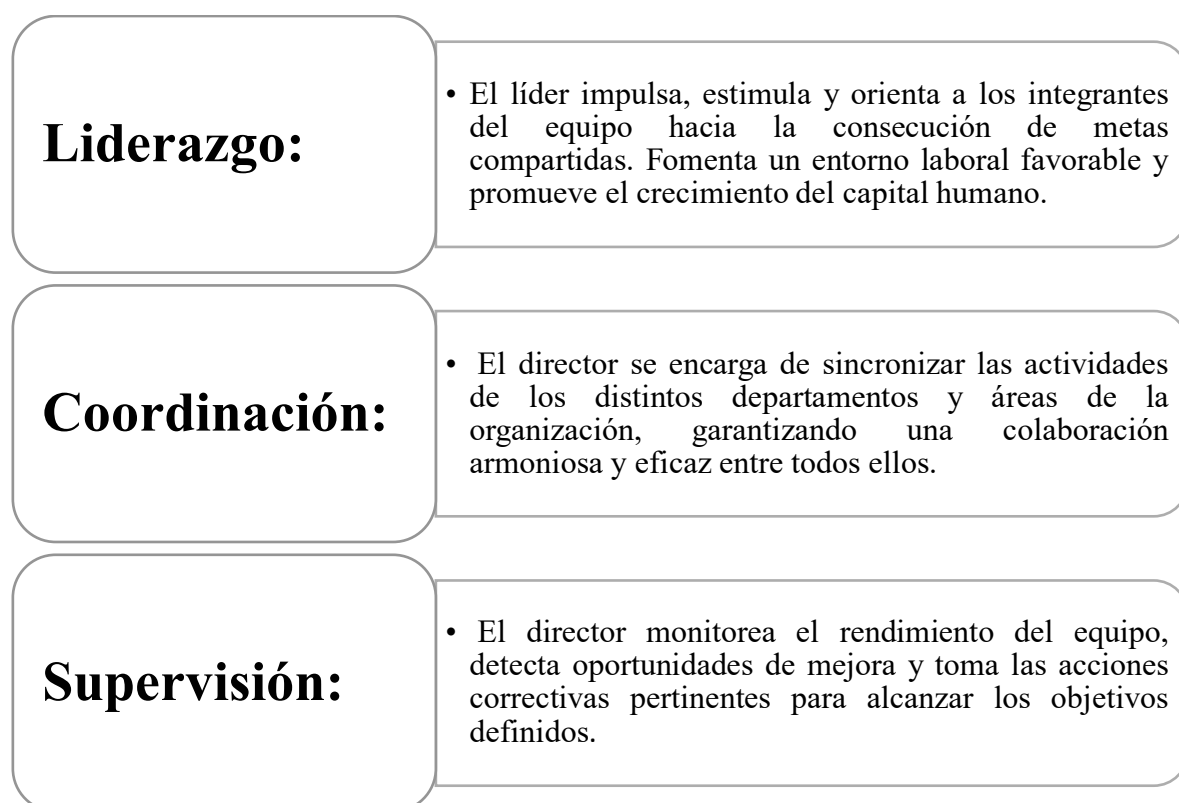 Liderazgo:
• El líder impulsa, estimula y orienta a los integrantes
del equipo hacia la consecución de metas
compartidas. Fomenta un entorno laboral favorable y
promueve el crecimiento del capital humano.
Coordinación:
• El director se encarga de sincronizar las actividades
de los distintos departamentos y áreas de la
organización, garantizando una colaboración
armoniosa y eficaz entre todos ellos.
Supervisión:
• El director monitorea el rendimiento del equipo,
detecta oportunidades de mejora y toma las acciones
correctivas pertinentes para alcanzar los objetivos
definidos.